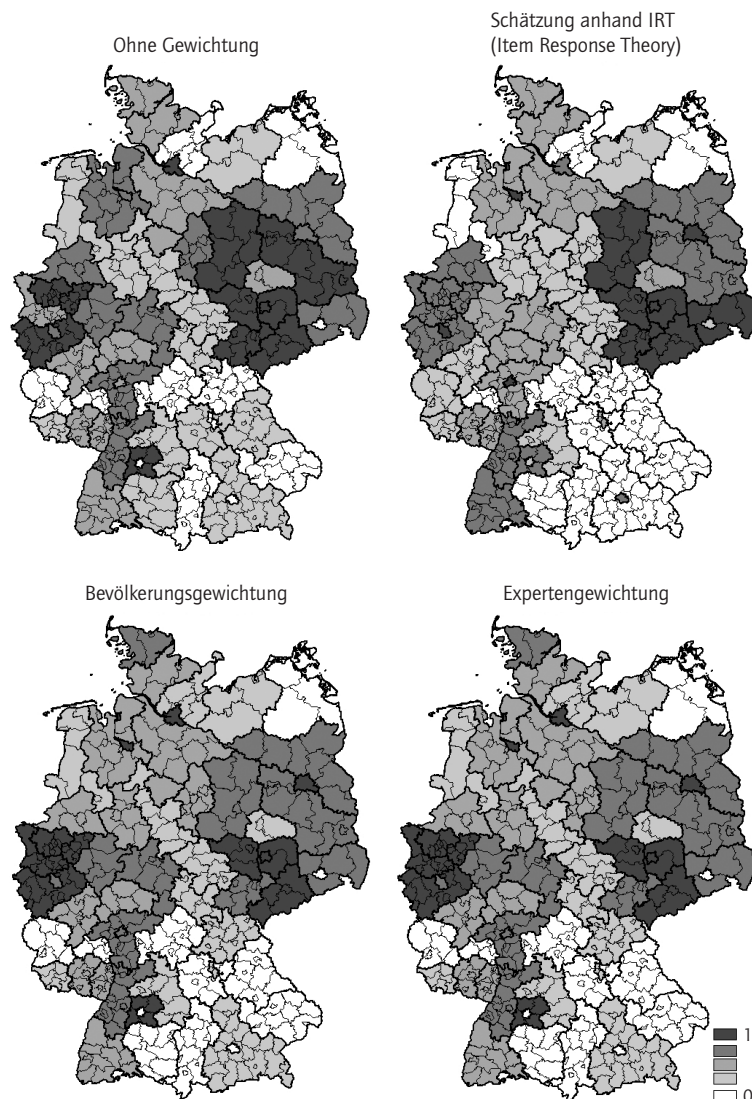 Ohne Gewichtung
Schätzung anhand IRT
(Item Response Theory)
Bevölkerungsgewichtung
Expertengewichtung
1
0